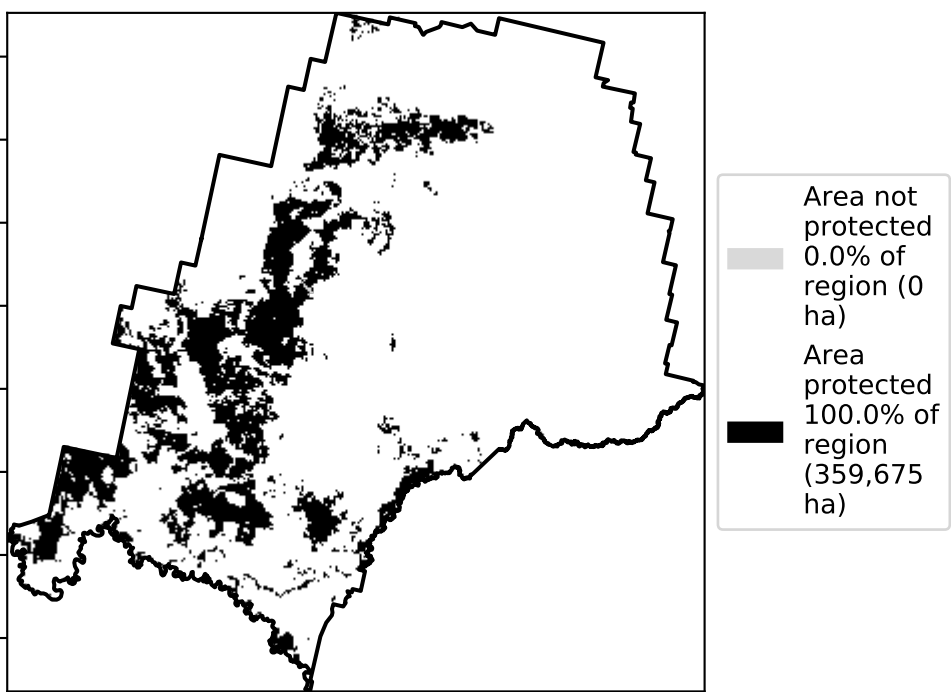 Area not
protected
0.0% of
region (0
ha)
Area
protected
100.0% of
region
(359,675
ha)